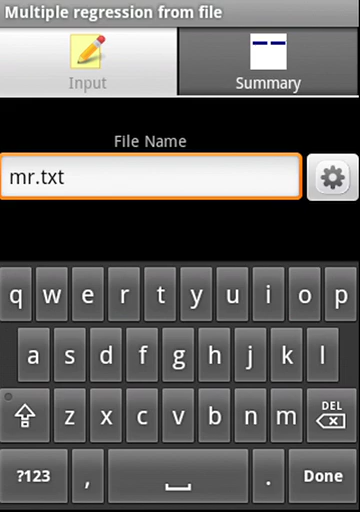 Multiple regression from file
Input Summary
File Name
mr.txt
q w e r t y u i o p
a s d f g h j k l
z x c v b n m DEL
?123 , . Done